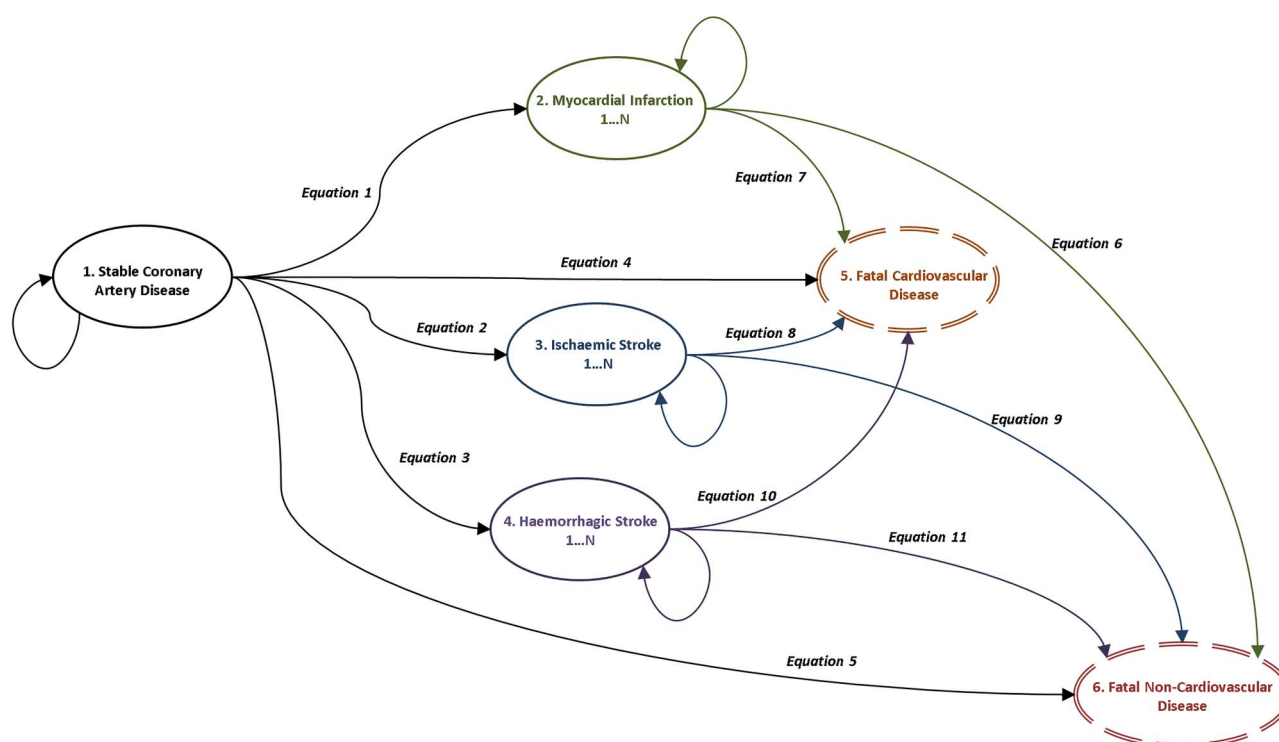 2. Myocardial Infarction
1...N
Equation 7
Equation 1
Equation 6
1. Stable Coronary
Artery Disease
Equation 4
5. Fatal Cardiovascular
Disease
Equation 2
Equation 8
3. Ischaemic Stroke
1...N
Equation 9
Equation 3
Equation 10
4. Haemorrhagic Stroke
1...N
Equation 11
Equation 5
6. Fatal Non-Cardiovascular
Disease